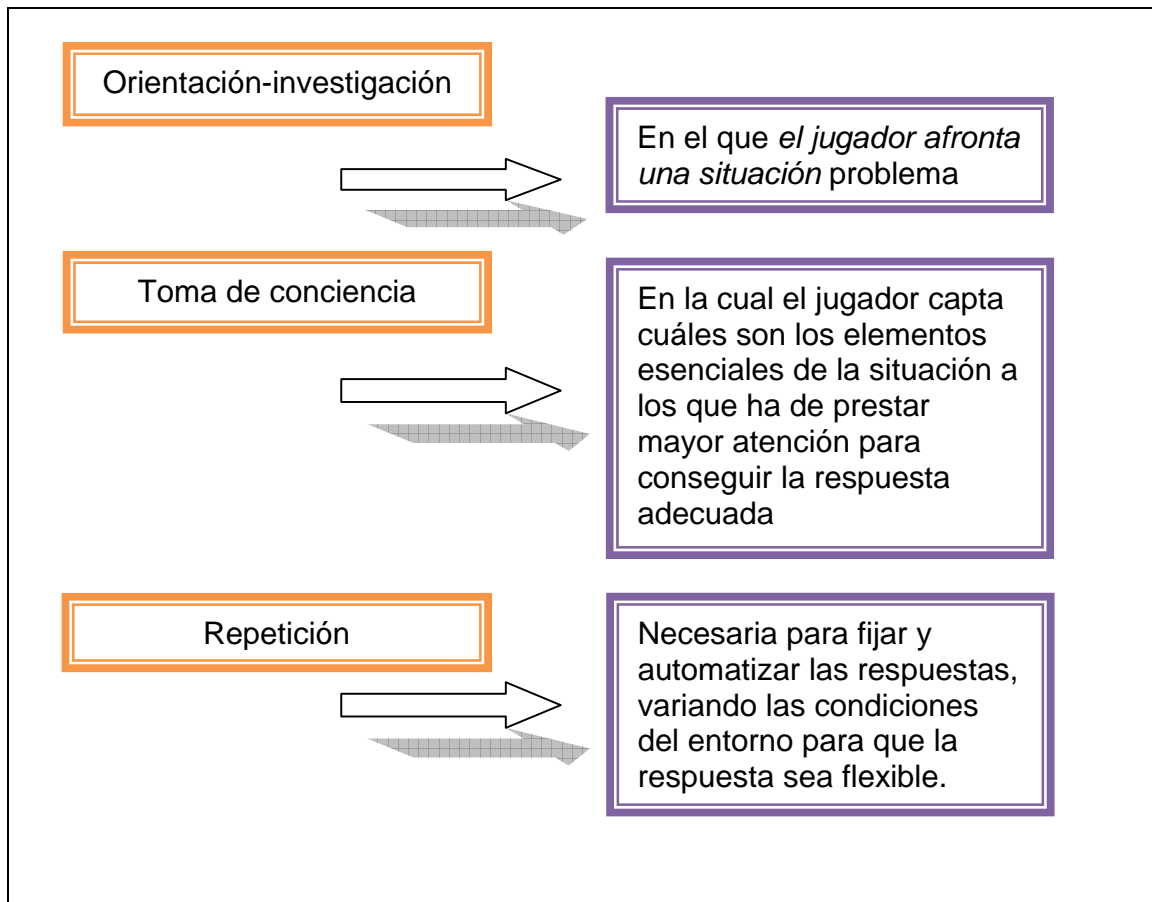 Orientación-investigación
En el que el jugador afronta
una situación problema
Toma de conciencia
En la cual el jugador capta
cuáles son los elementos
esenciales de la situación a
los que ha de prestar
mayor atención para
conseguir la respuesta
adecuada
Repetición
Necesaria para fijar y
automatizar las respuestas,
variando las condiciones
del entorno para que la
respuesta sea flexible.